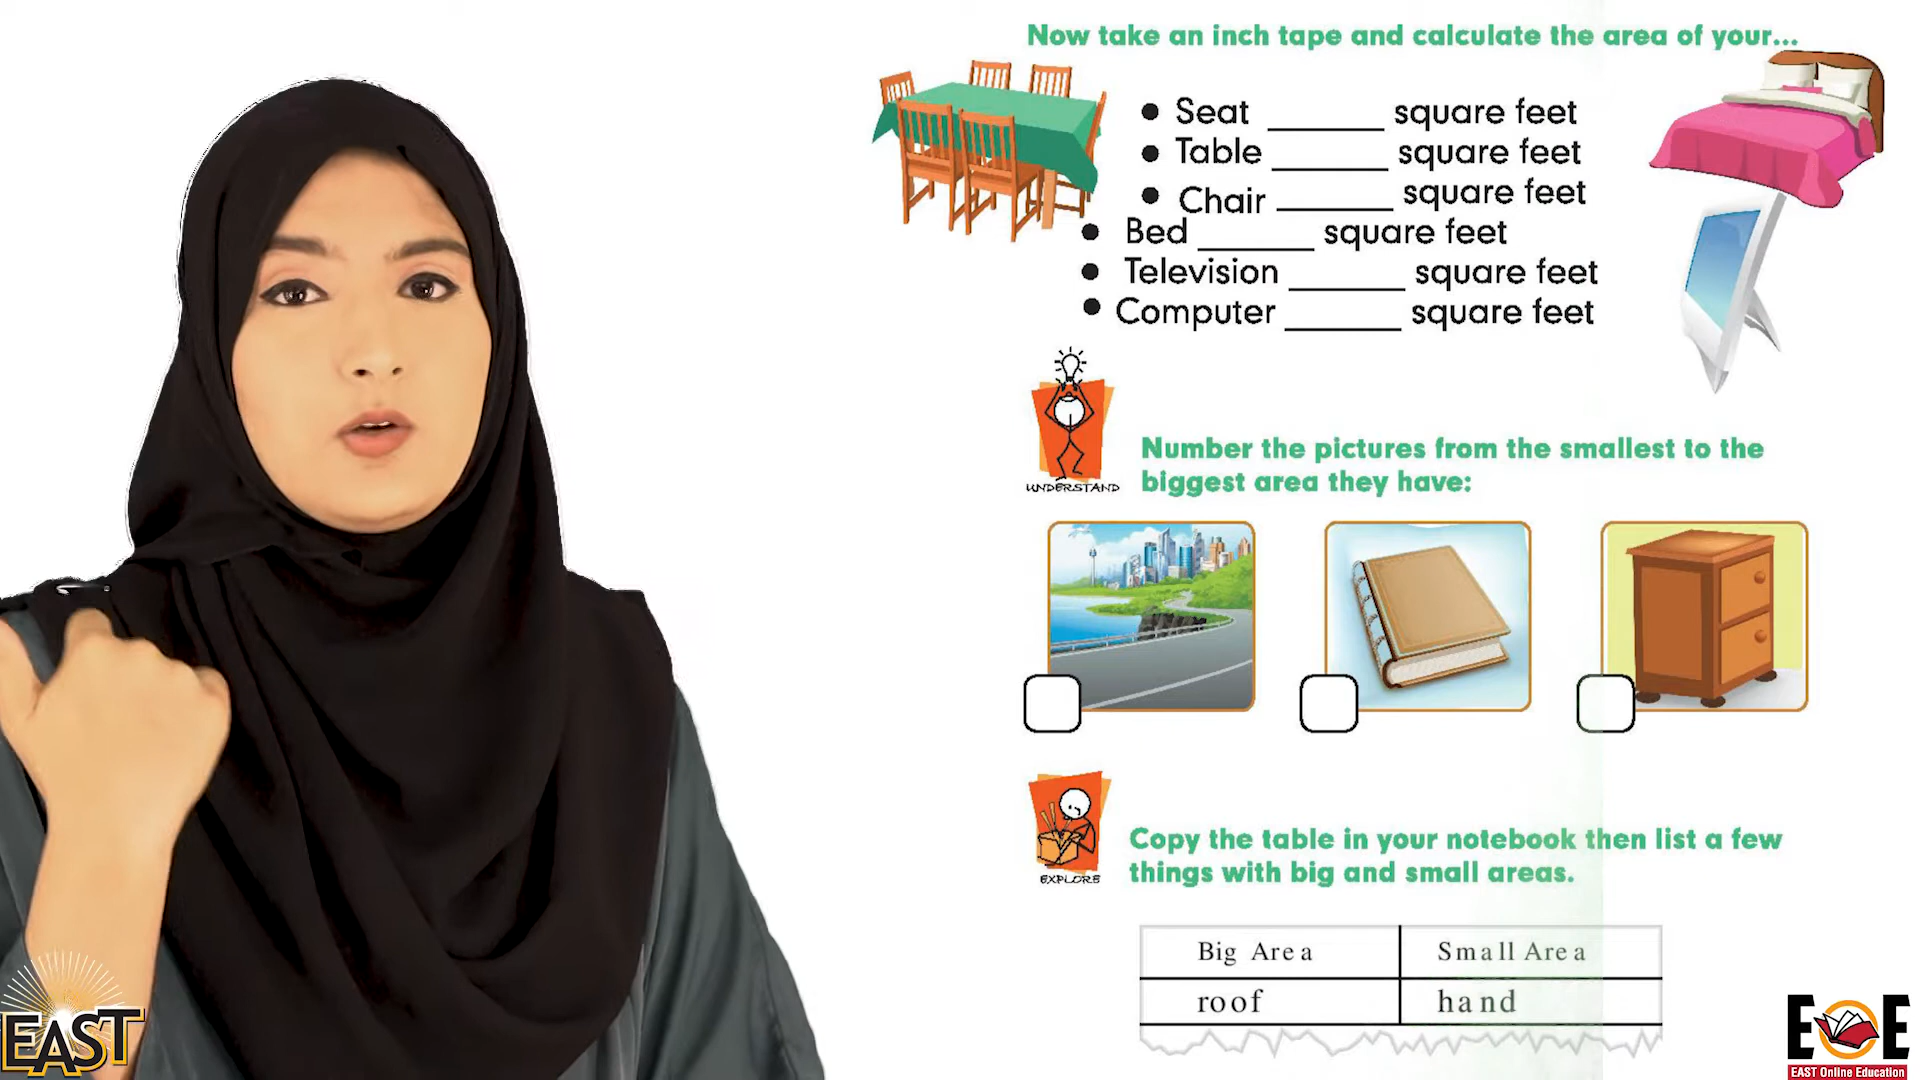 Now take an inch tape and calculate the area of your...
• Seat ______ square feet
• Table ______ square feet
• Chair ______ square feet
• Bed ______ square feet
• Television ______ square feet
• Computer ______ square feet
UNDERSTAND
Number the pictures from the smallest to the
biggest area they have:
EXPLORE
Copy the table in your notebook then list a few
things with big and small areas.
Big Area Small Area
roof hand
EAST
EOE
EAST Online Education